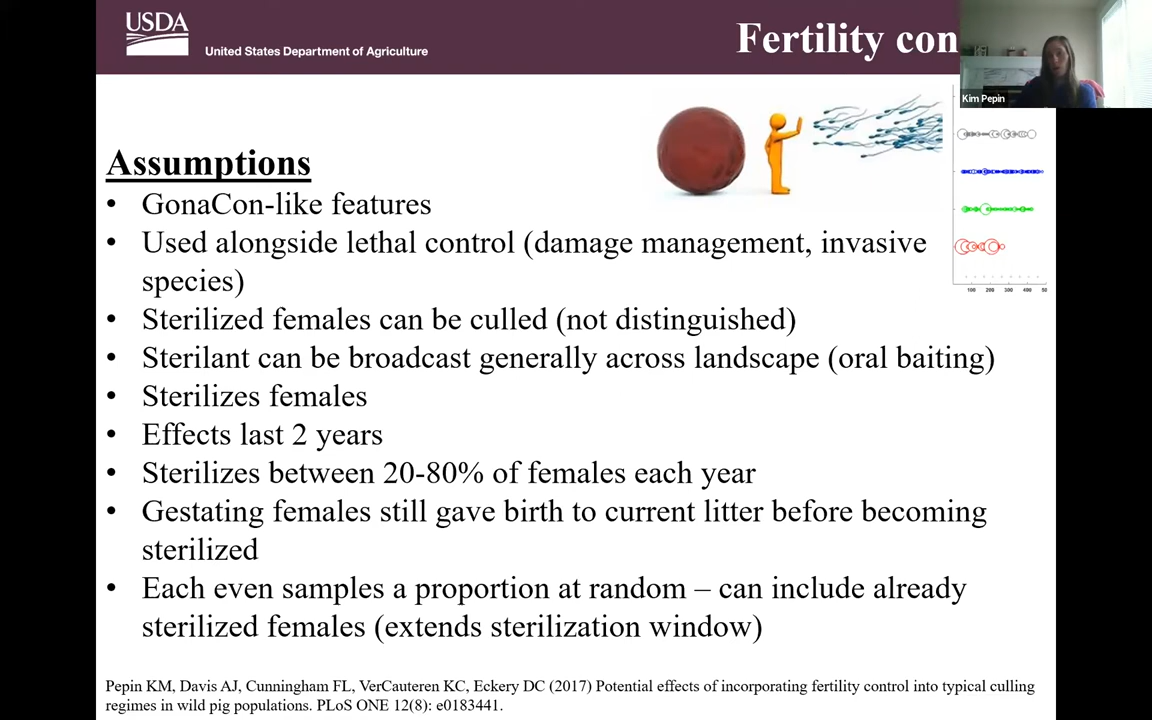 USDA
United States Department of Agriculture
Fertility con
Kim Pepin
Assumptions
• GonaCon-like features
• Used alongside lethal control (damage management, invasive
species)
• Sterilized females can be culled (not distinguished)
• Sterilant can be broadcast generally across landscape (oral baiting)
• Sterilizes females
• Effects last 2 years
• Sterilizes between 20-80% of females each year
• Gestating females still gave birth to current litter before becoming
sterilized
• Each even samples a proportion at random – can include already
sterilized females (extends sterilization window)
100 200 300 400 50
Pepin KM, Davis AJ, Cunningham FL, VerCauteren KC, Eckery DC (2017) Potential effects of incorporating fertility control into typical culling
regimes in wild pig populations. PLoS ONE 12(8): e0183441.